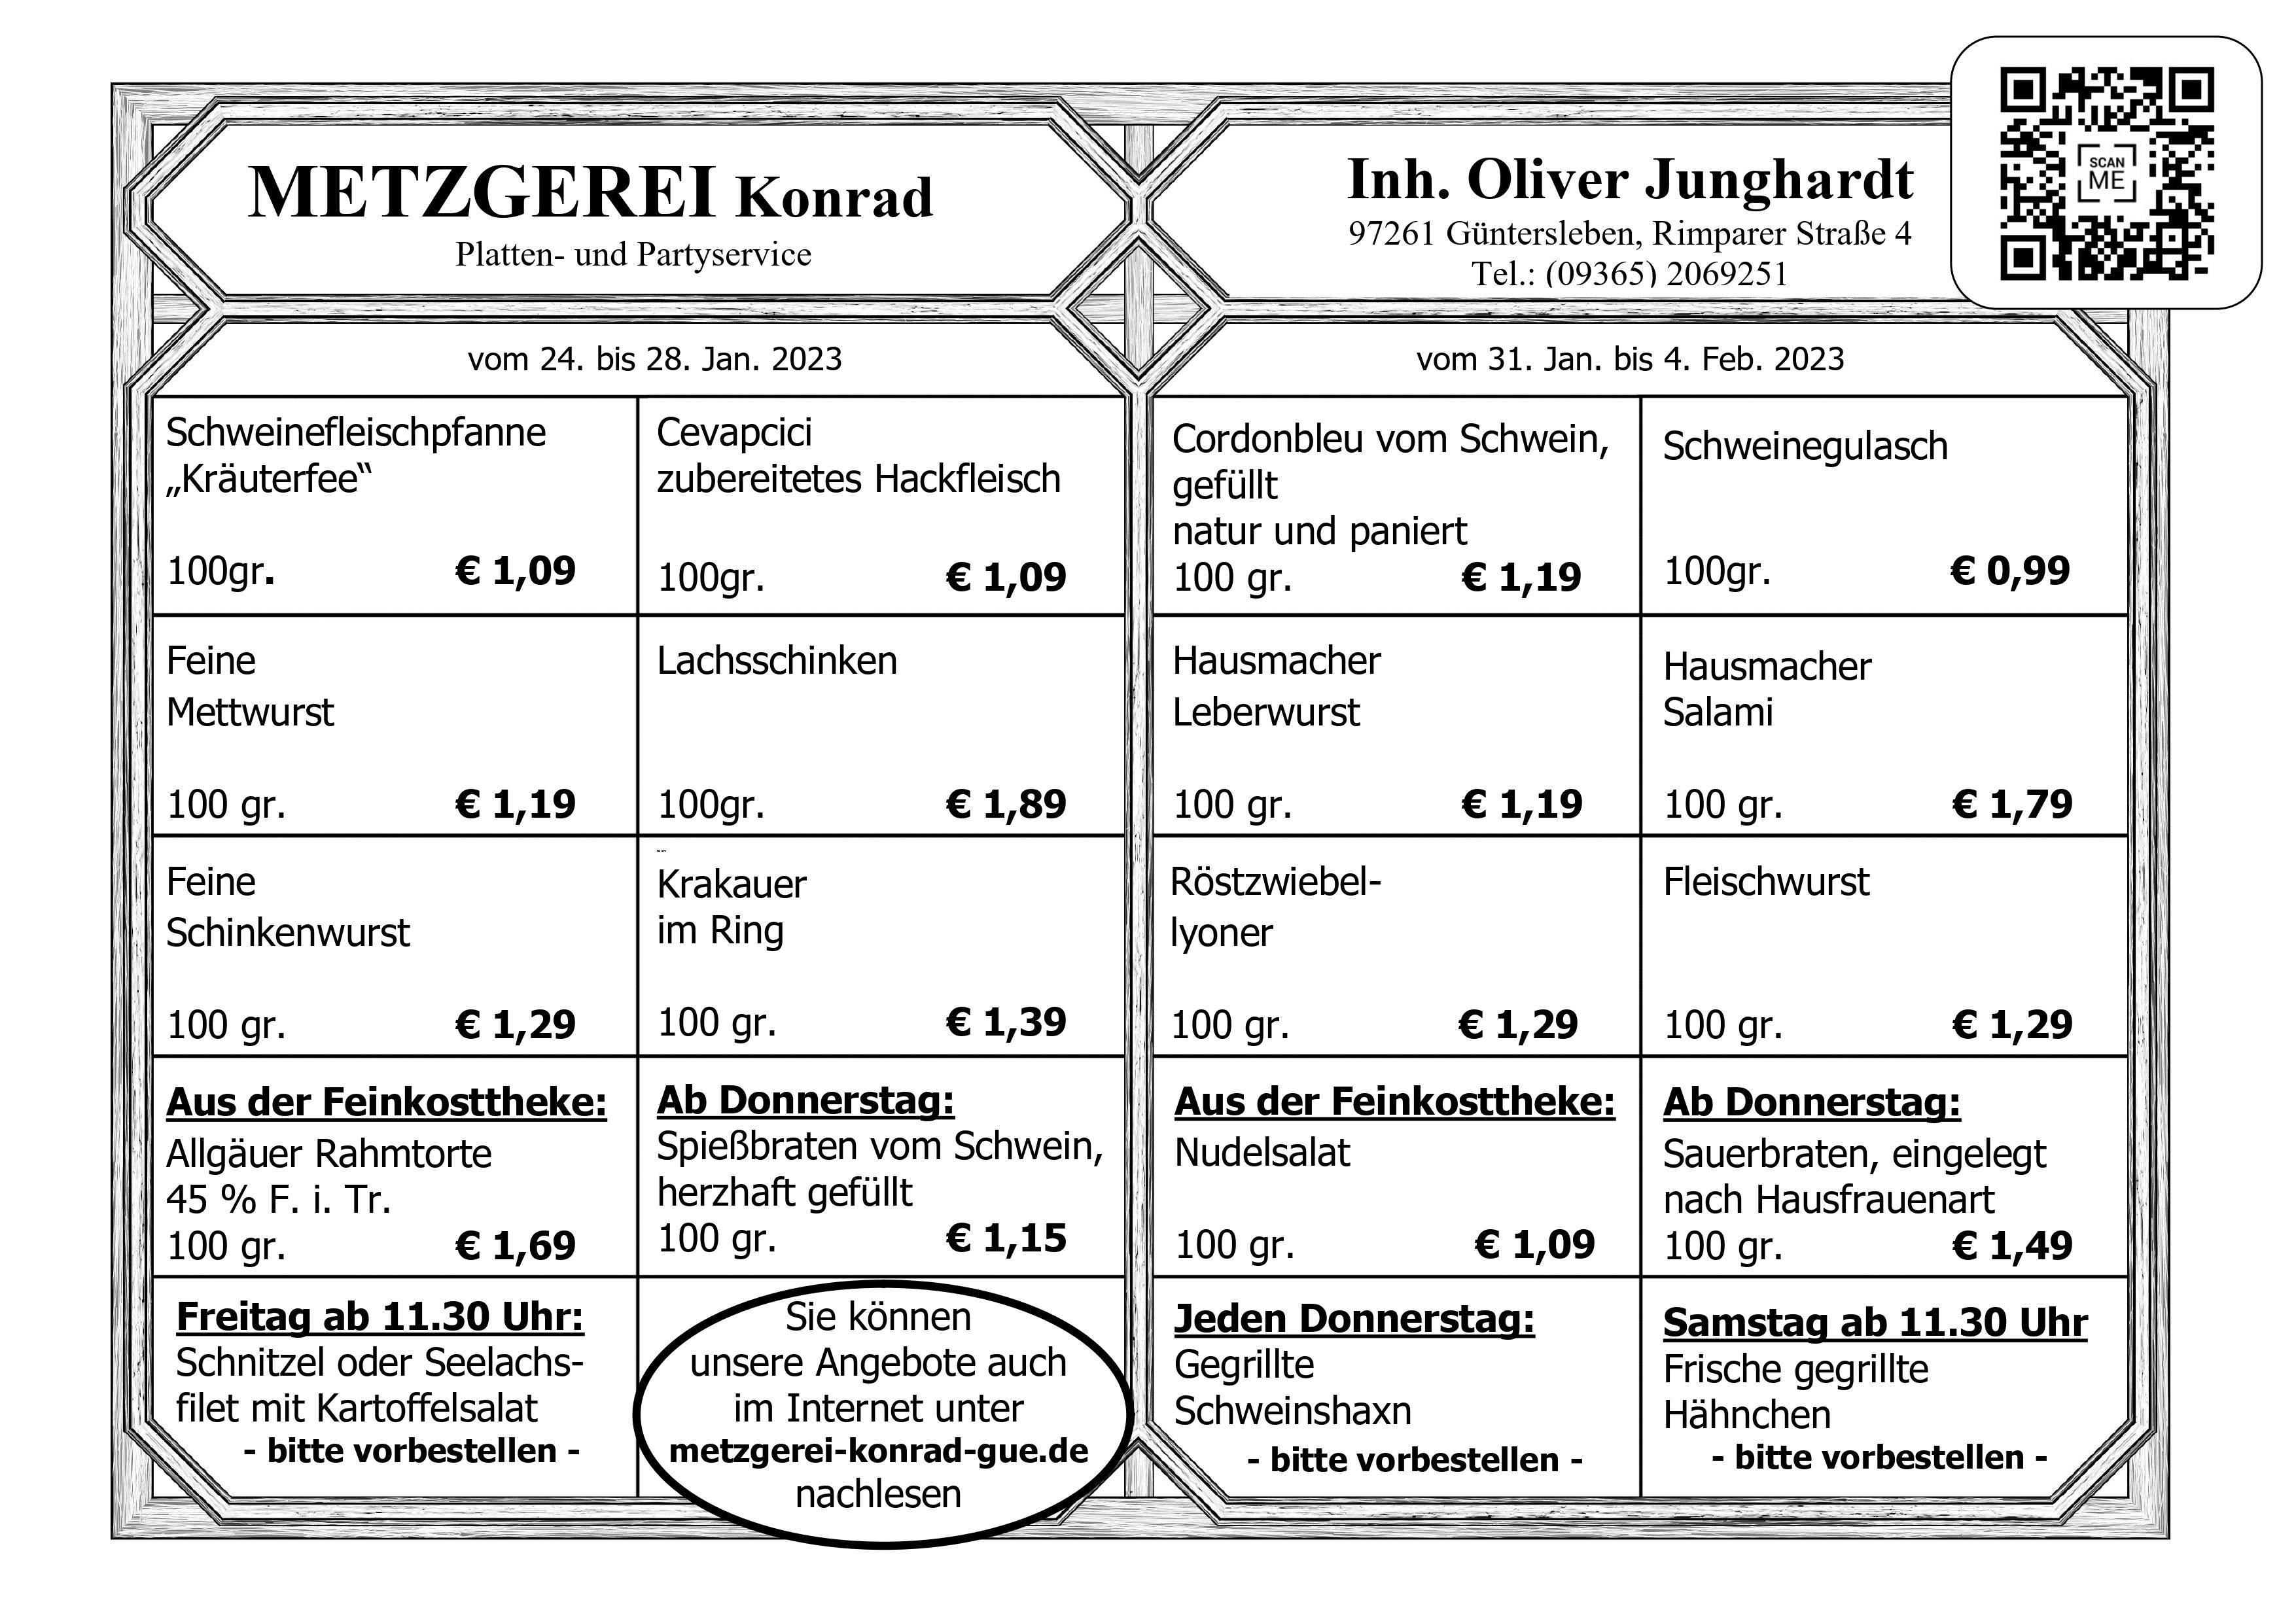 METZGEREI Konrad
Platten- und Partyservice
Inh. Oliver Junghardt
97261 Güntersleben, Rimparer Straße 4
Tel.: (09365) 2069251
SCAN
ME
vom 24. bis 28. Jan. 2023
Schweinefleischpfanne
„Kräuterfee“
100gr. € 1,09
Cevapcici
zubereitetes Hackfleisch
100gr. € 1,09
Feine
Mettwurst
100 gr. € 1,19
Lachsschinken
100gr. € 1,89
Feine
Schinkenwurst
100 gr. € 1,29
Krakauer
im Ring
100 gr. € 1,39
Aus der Feinkosttheke:
Allgäuer Rahmtorte
45 % F. i. Tr.
100 gr. € 1,69
Ab Donnerstag:
Spießbraten vom Schwein,
herzhaft gefüllt
100 gr. € 1,15
Freitag ab 11.30 Uhr:
Schnitzel oder Seelachs-
filet mit Kartoffelsalat
- bitte vorbestellen -
Sie können
unsere Angebote auch
im Internet unter
metzgerei-konrad-gue.de
nachlesen
vom 31. Jan. bis 4. Feb. 2023
Cordonbleu vom Schwein,
gefüllt
natur und paniert
100 gr. € 1,19
Schweinegulasch
100gr. € 0,99
Hausmacher
Leberwurst
100 gr. € 1,19
Hausmacher
Salami
100 gr. € 1,79
Röstzwiebel-
lyoner
100 gr. € 1,29
Fleischwurst
100 gr. € 1,29
Aus der Feinkosttheke:
Nudelsalat
100 gr. € 1,09
Ab Donnerstag:
Sauerbraten, eingelegt
nach Hausfrauenart
100 gr. € 1,49
Jeden Donnerstag:
Gegrillte
Schweinshaxn
- bitte vorbestellen -
Samstag ab 11.30 Uhr
Frische gegrillte
Hähnchen
- bitte vorbestellen -